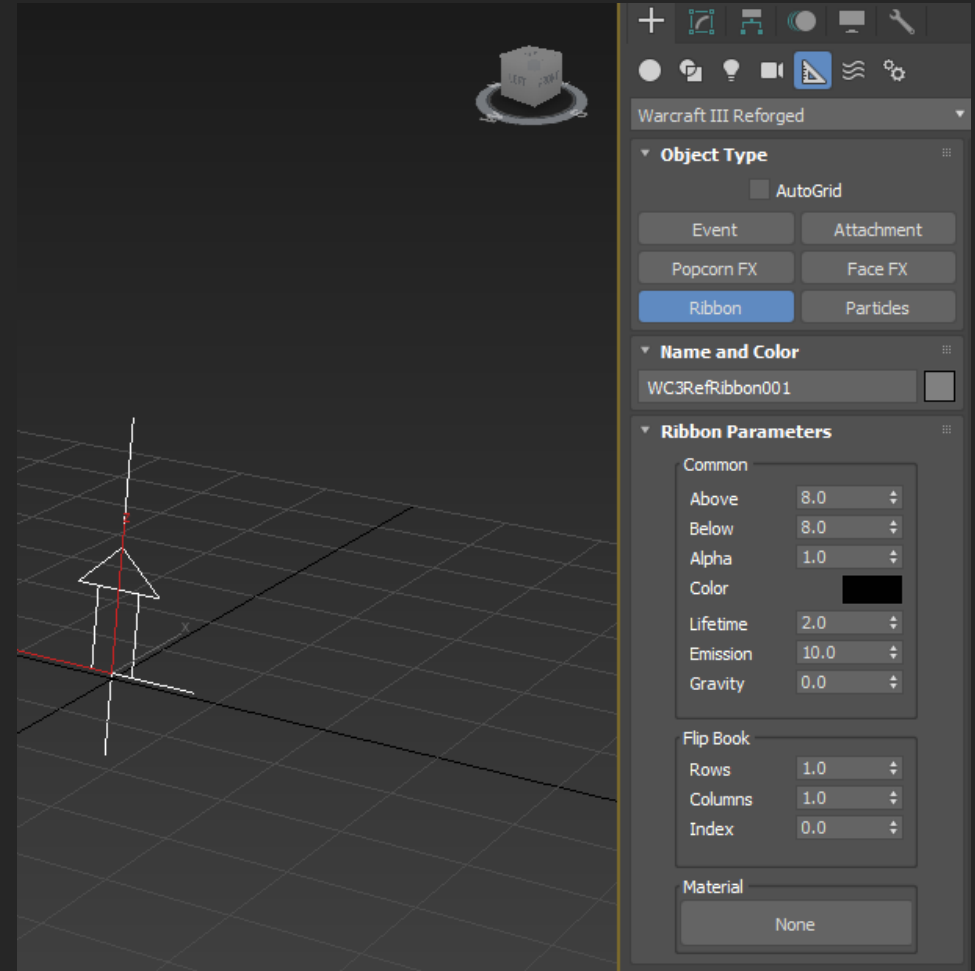 LEFT FRONT
Z
X
Warcraft III Reforged
Object Type
AutoGrid
Event Attachment
Popcorn FX Face FX
Ribbon Particles
Name and Color
WC3RefRibbon001
Ribbon Parameters
Common
Above 8.0
Below 8.0
Alpha 1.0
Color
Lifetime 2.0
Emission 10.0
Gravity 0.0
Flip Book
Rows 1.0
Columns 1.0
Index 0.0
Material
None